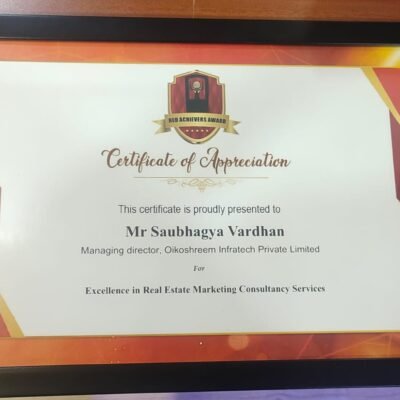 RED ACHIEVERS AWARD
Certificate of Appreciation
This certificate is proudly presented to
Mr Saubhagya Vardhan
Managing director, Oikoshreem Infratech Private Limited
For
Excellence in Real Estate Marketing Consultancy Services